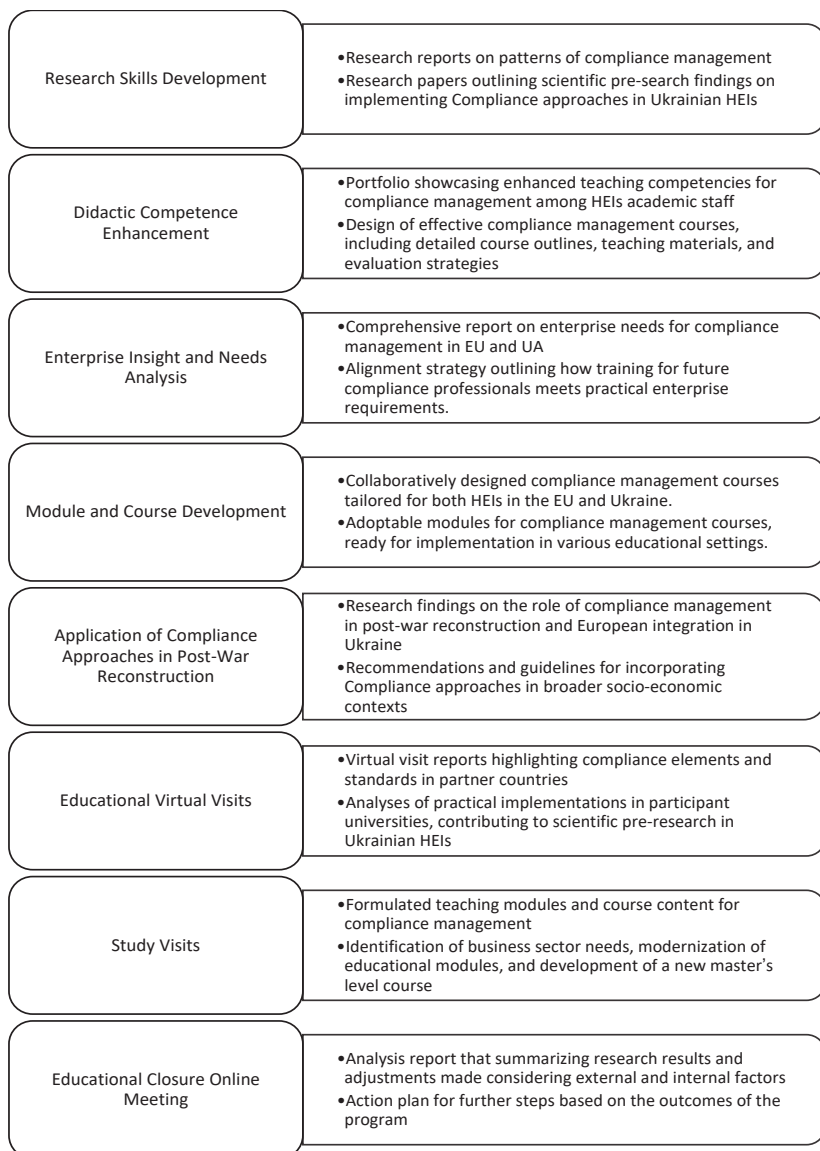 Research Skills Development
•Research reports on patterns of compliance management
•Research papers outlining scientific pre-search findings on
implementing Compliance approaches in Ukrainian HEIs
Didactic Competence
Enhancement
•Portfolio showcasing enhanced teaching competencies for
compliance management among HEIs academic staff
•Design of effective compliance management courses,
including detailed course outlines, teaching materials, and
evaluation strategies
Enterprise Insight and Needs
Analysis
•Comprehensive report on enterprise needs for compliance
management in EU and UA
•Alignment strategy outlining how training for future
compliance professionals meets practical enterprise
requirements.
Module and Course Development
•Collaboratively designed compliance management courses
tailored for both HEIs in the EU and Ukraine.
•Adoptable modules for compliance management courses,
ready for implementation in various educational settings.
Application of Compliance
Approaches in Post-War
Reconstruction
•Research findings on the role of compliance management
in post-war reconstruction and European integration in
Ukraine
•Recommendations and guidelines for incorporating
Compliance approaches in broader socio-economic
contexts
Educational Virtual Visits
•Virtual visit reports highlighting compliance elements and
standards in partner countries
•Analyses of practical implementations in participant
universities, contributing to scientific pre-research in
Ukrainian HEIs
Study Visits
•Formulated teaching modules and course content for
compliance management
•Identification of business sector needs, modernization of
educational modules, and development of a new master's
level course
Educational Closure Online
Meeting
•Analysis report that summarizing research results and
adjustments made considering external and internal factors
•Action plan for further steps based on the outcomes of the
program